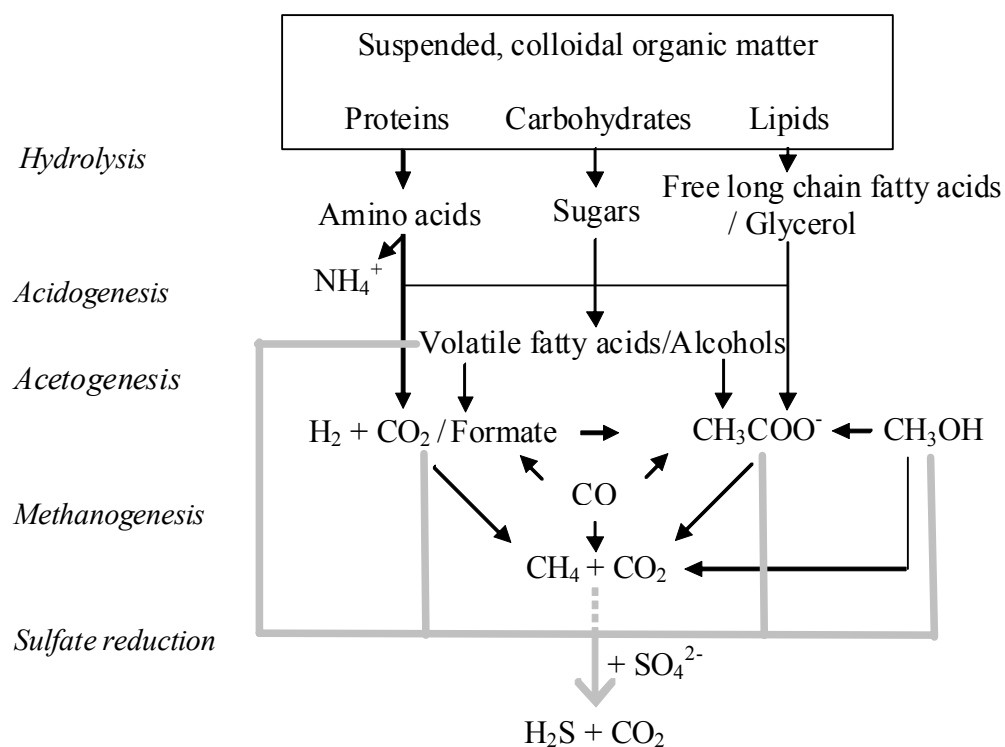 Suspended, colloidal organic matter
Proteins Carbohydrates Lipids
Hydrolysis
Free long chain fatty acids
/ Glycerol
Amino acids
Sugars
NH₄⁺
Acidogenesis
Volatile fatty acids/Alcohols
Acetogenesis
H₂ + CO₂ / Formate
CH₃COO⁻
CH₃OH
CO
Methanogenesis
CH₄ + CO₂
Sulfate reduction
+ SO₄²⁻
H₂S + CO₂